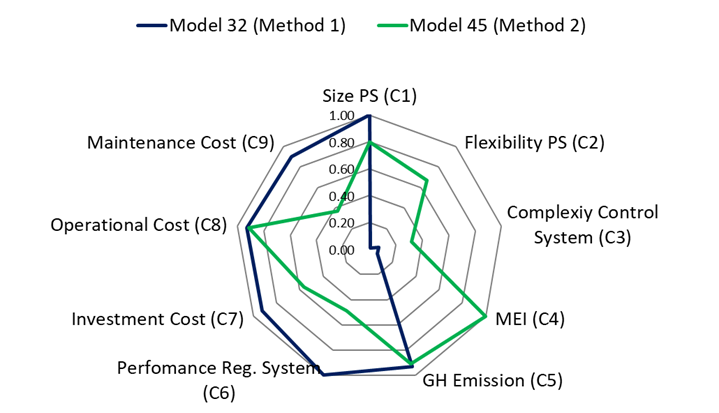 Model 32 (Method 1) Model 45 (Method 2)
Size PS (C1)
1.00
Maintenance Cost (C9)
Flexibility PS (C2)
0.80
0.60
0.40
Operational Cost (C8)
Complexiy Control
System (C3)
0.20
0.00
Investment Cost (C7)
MEI (C4)
Perfomance Reg. System
(C6)
GH Emission (C5)